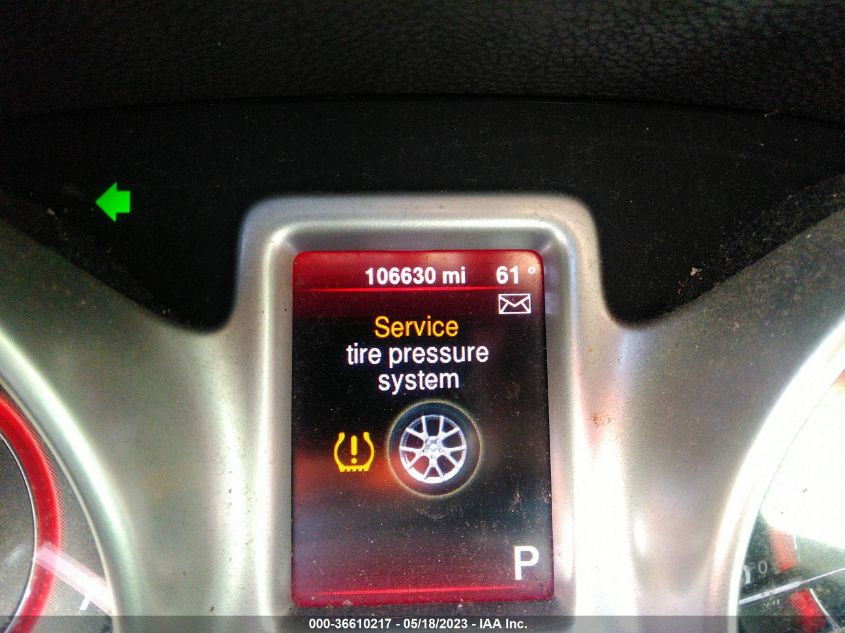 106630 mi 61°
Service
tire pressure
system
P
000-36610217 - 05/18/2023 - IAA Inc.